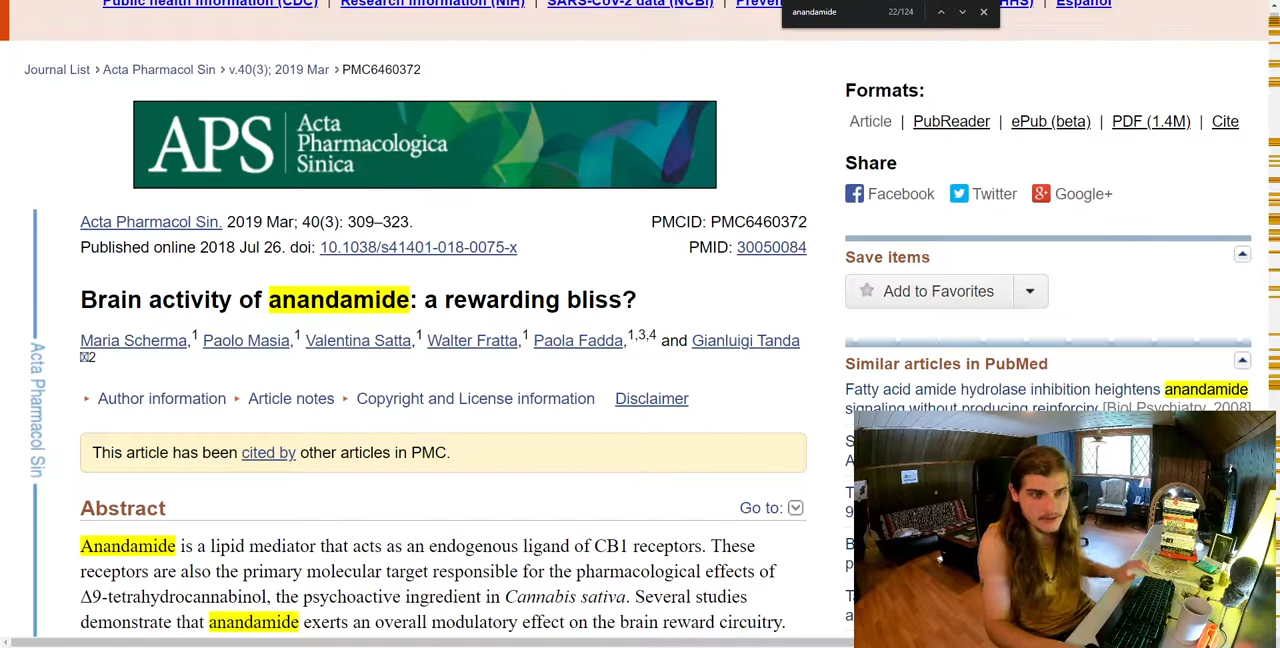 Public health information (CDC) | Research information (NIH) | SARS-CoV-2 data (NCBI) | Preven HHS) | Español
anandamide 22/124
Journal List > Acta Pharmacol Sin > v.40(3); 2019 Mar > PMC6460372
APS Acta
Pharmacologica
Sinica
Acta Pharmacol Sin. 2019 Mar; 40(3): 309–323. PMCID: PMC6460372
Published online 2018 Jul 26. doi: 10.1038/s41401-018-0075-x PMID: 30050084
Brain activity of anandamide: a rewarding bliss?
Maria Scherma,1 Paolo Masia,1 Valentina Satta,1 Walter Fratta,1 Paola Fadda,1,3,4 and Gianluigi Tanda
2
Author information Article notes Copyright and License information Disclaimer
This article has been cited by other articles in PMC.
Abstract Go to:
Anandamide is a lipid mediator that acts as an endogenous ligand of CB1 receptors. These
receptors are also the primary molecular target responsible for the pharmacological effects of
Δ9-tetrahydrocannabinol, the psychoactive ingredient in Cannabis sativa. Several studies
demonstrate that anandamide exerts an overall modulatory effect on the brain reward circuitry.
Acta Pharmacol Sin
Formats:
Article | PubReader | ePub (beta) | PDF (1.4M) | Cite
Share
Facebook Twitter Google+
Save items
Add to Favorites
Similar articles in PubMed
Fatty acid amide hydrolase inhibition heightens anandamide
signaling without producing reinforcing [Biol Psychiatry. 2008]
S
A
T
9
B
p
T
a